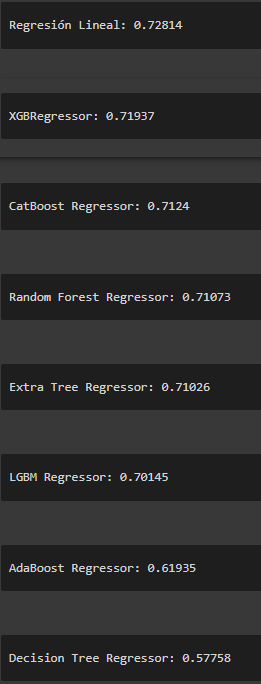 Regresión Lineal: 0.72814
XGBRegressor: 0.71937
CatBoost Regressor: 0.7124
Random Forest Regressor: 0.71073
Extra Tree Regressor: 0.71026
LGBM Regressor: 0.70145
AdaBoost Regressor: 0.61935
Decision Tree Regressor: 0.57758